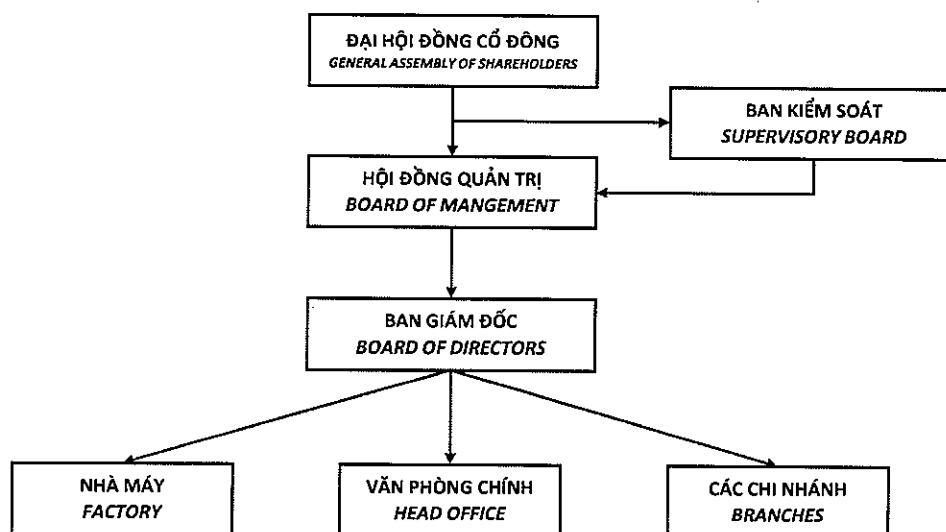 ĐẠI HỘI ĐỒNG CỔ ĐÔNG
GENERAL ASSEMBLY OF SHAREHOLDERS
BAN KIỂM SOÁT
SUPERVISORY BOARD
HỘI ĐỒNG QUẢN TRỊ
BOARD OF MANGEMENT
BAN GIÁM ĐỐC
BOARD OF DIRECTORS
NHÀ MÁY
FACTORY
VĂN PHÒNG CHÍNH
HEAD OFFICE
CÁC CHI NHÁNH
BRANCHES